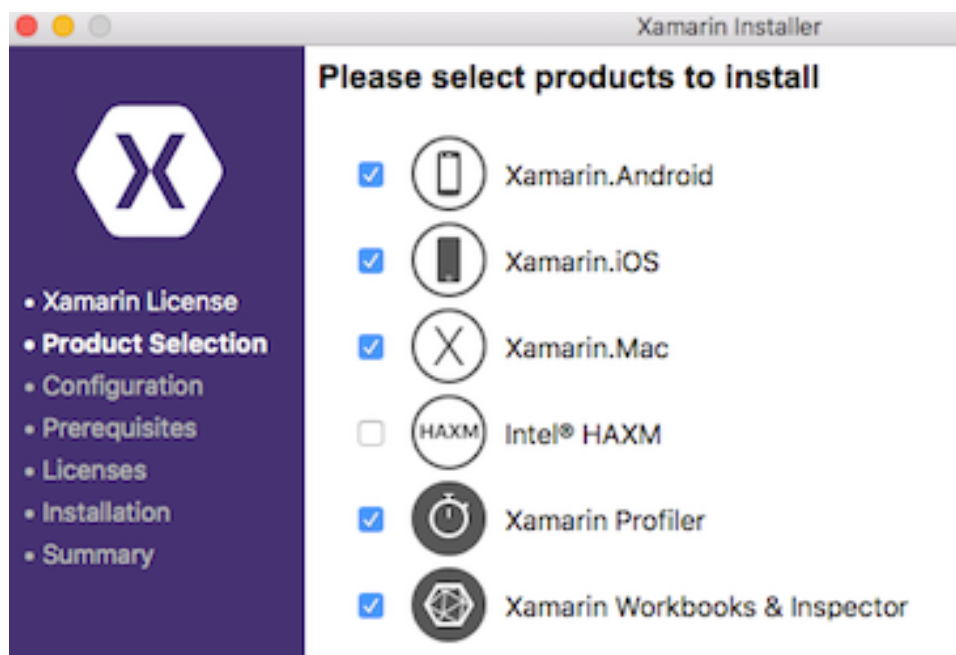 Xamarin Installer
Please select products to install
• Xamarin License
• Product Selection
• Configuration
• Prerequisites
• Licenses
• Installation
• Summary
Xamarin.Android
Xamarin.iOS
Xamarin.Mac
HAXM Intel® HAXM
Xamarin Profiler
Xamarin Workbooks & Inspector